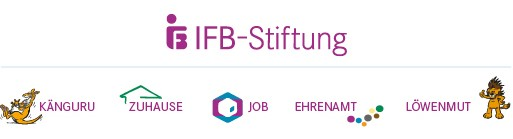 IFB-Stiftung
KÄNGURU ZUHAUSE JOB EHRENAMT LÖWENMUT